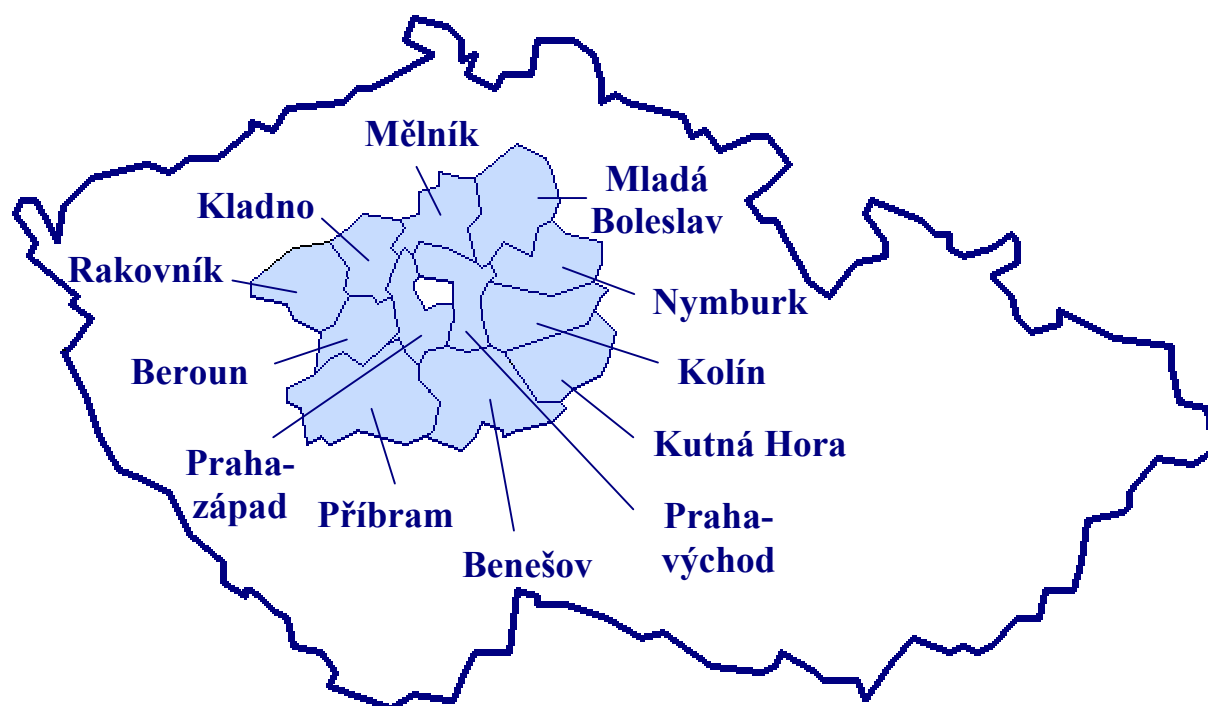 Mělník
Mladá
Boleslav
Kladno
Rakovník
Nymburk
Beroun
Kolín
Kutná Hora
Praha-
západ
Příbram
Praha-
východ
Benešov